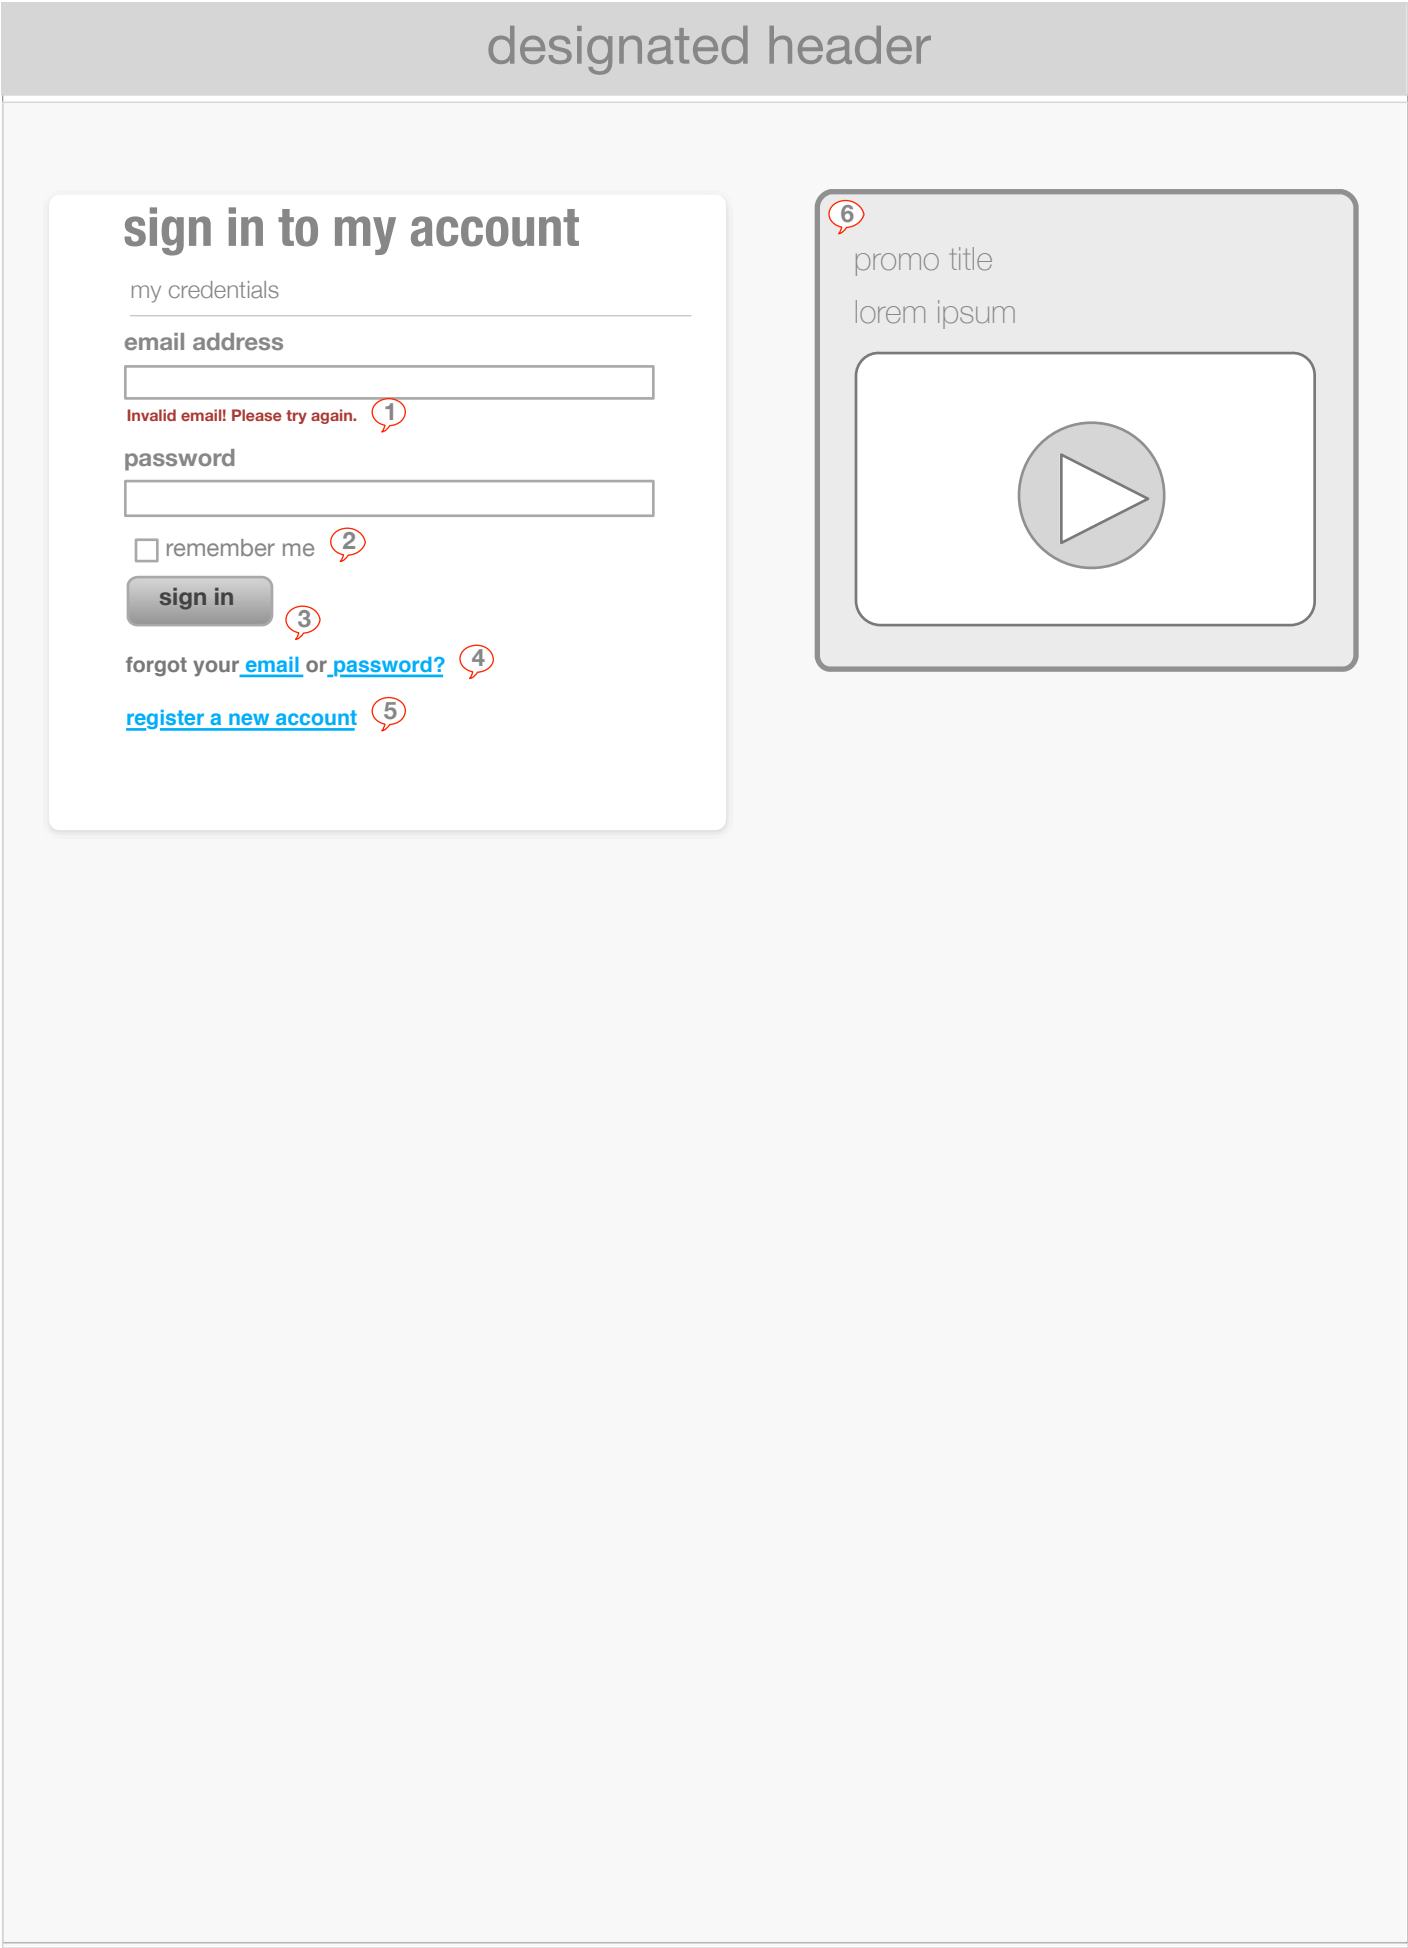 designated header
sign in to my account
my credentials
email address
Invalid email! Please try again. 1
password
remember me 2
sign in
3
forgot your email or password? 4
register a new account 5
6
promo title
lorem ipsum